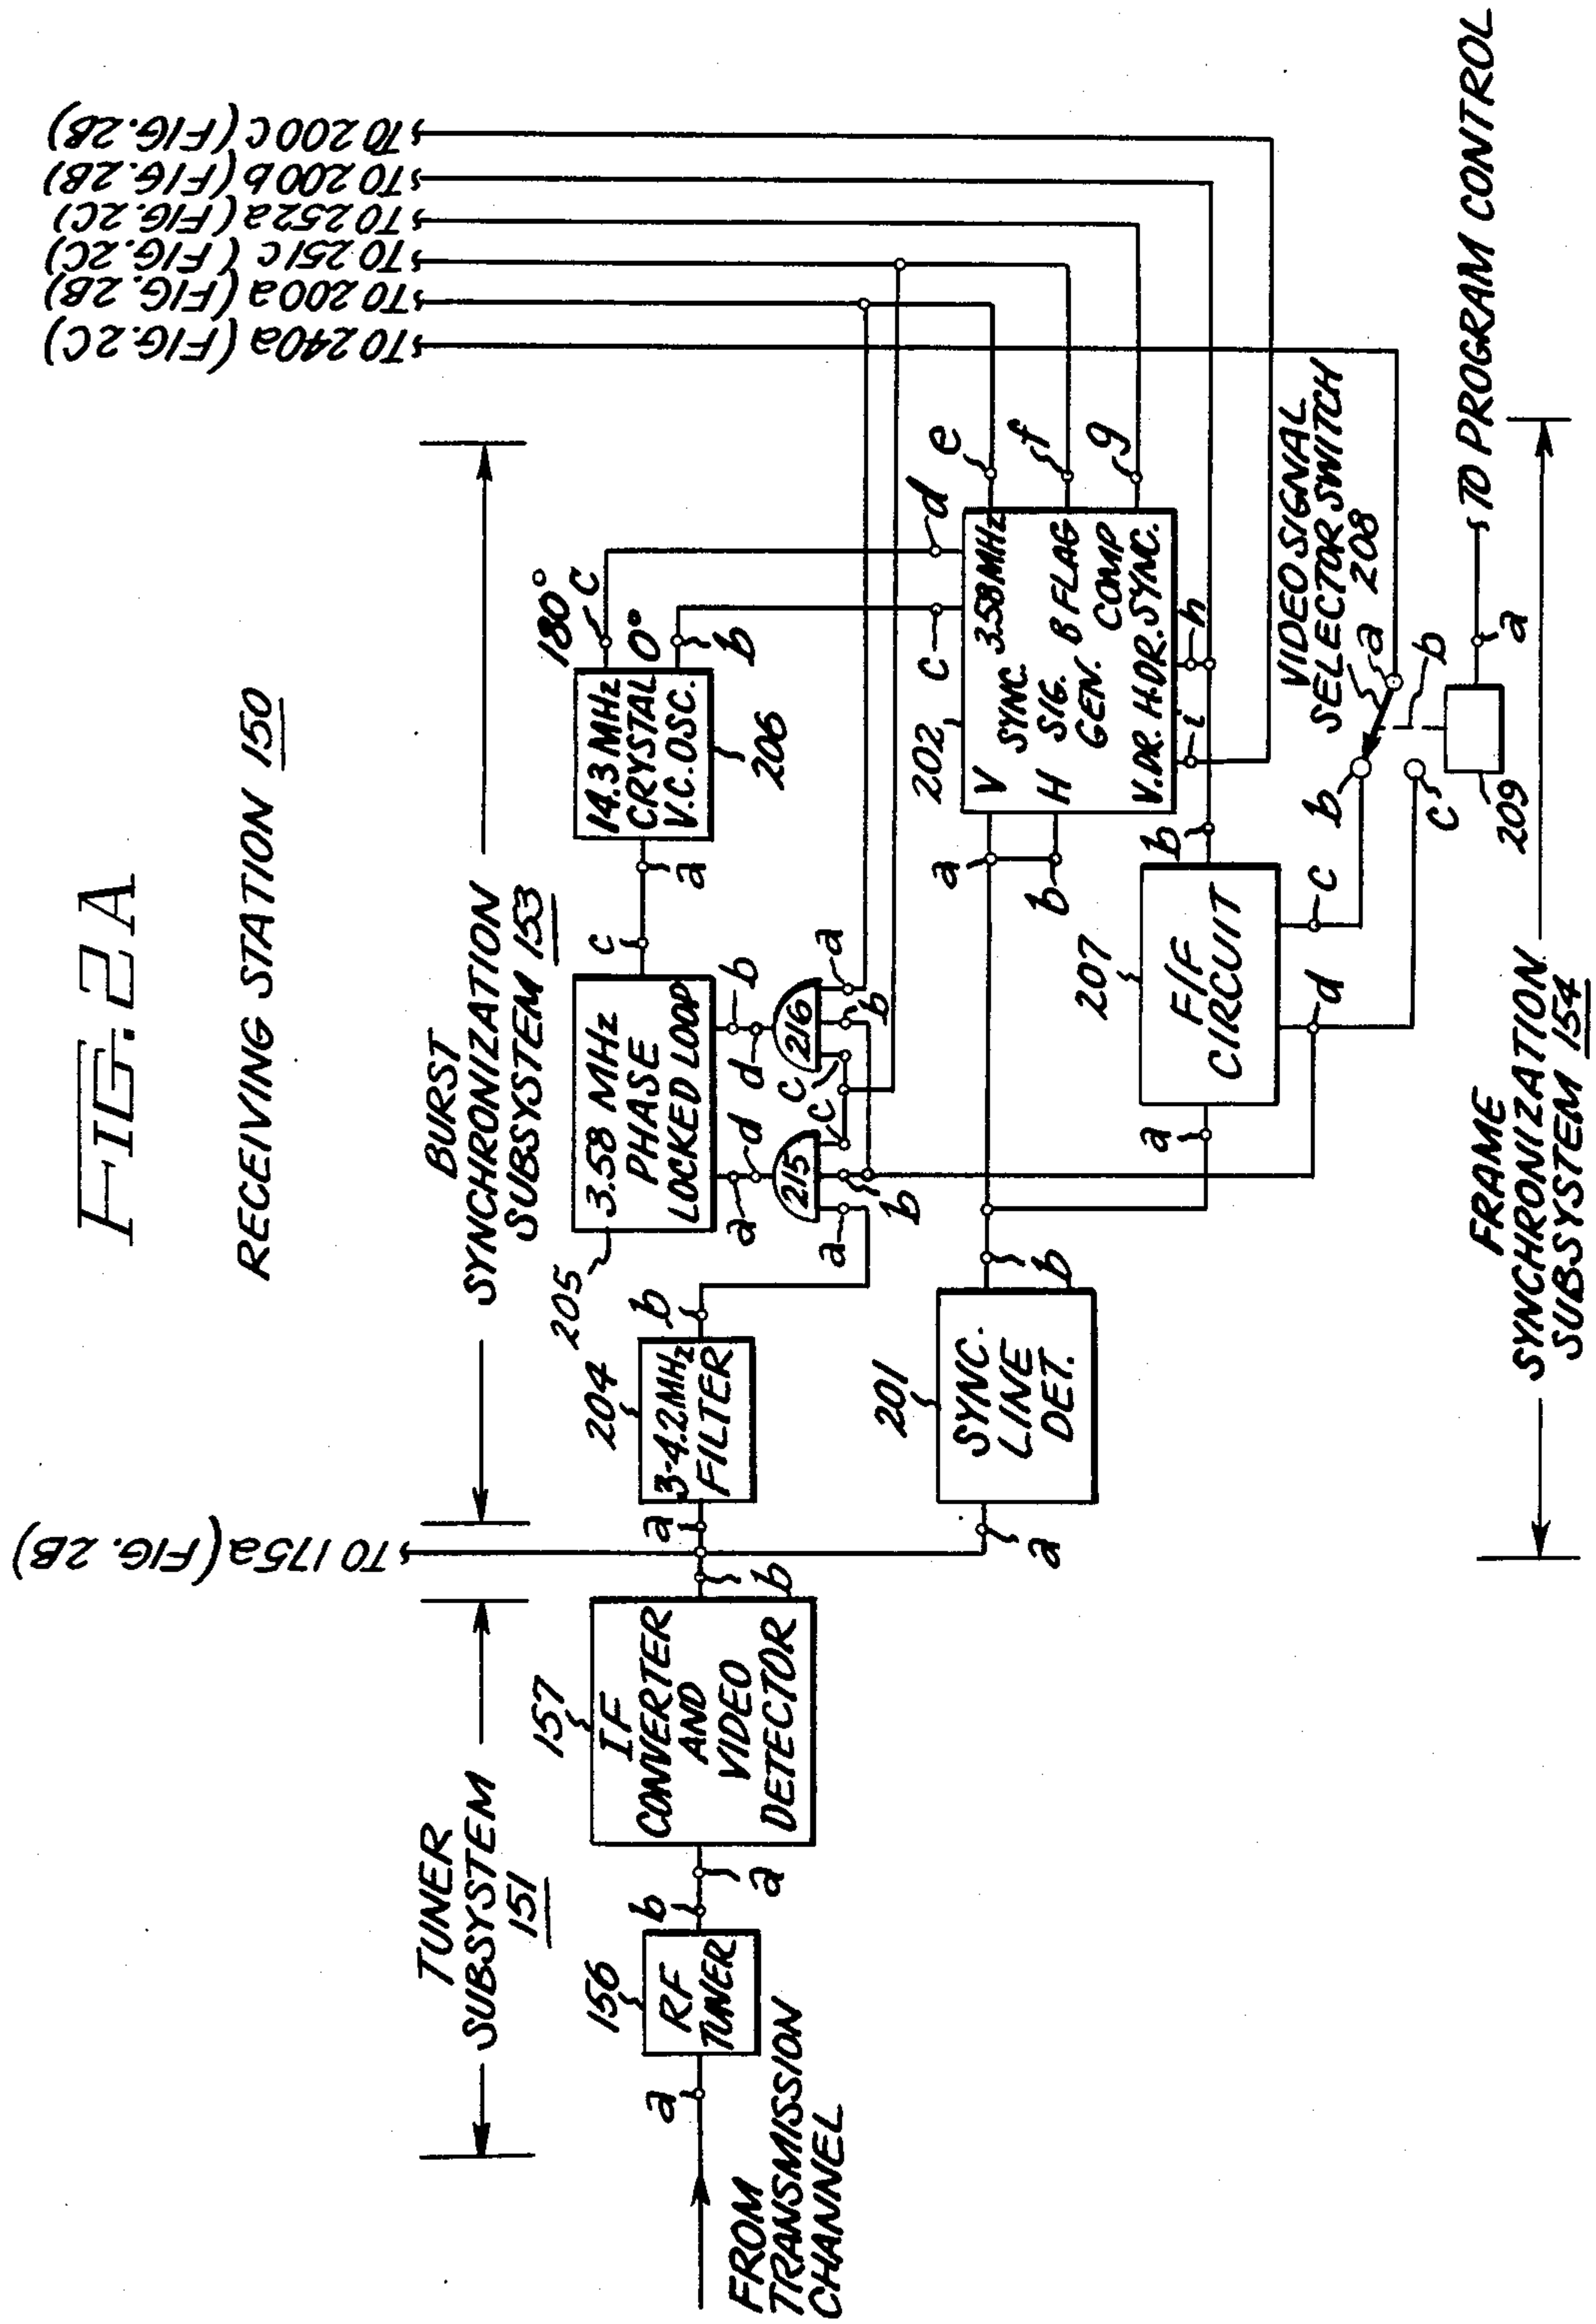 FIG. 2A
RECEIVING STATION 150
TUNER
SUBSYSTEM
151
BURST
SYNCHRONIZATION
SUBSYSTEM 153
TO 175a (FIG. 2B)
TO 240a (FIG. 2C)
TO 200a (FIG. 2B)
TO 251c (FIG. 2C)
TO 252a (FIG. 2C)
TO 200b (FIG. 2B)
TO 200c (FIG. 2B)
FROM
TRANSMISSION
CHANNEL
a
156
RF
TUNER
b
a
157
IF
CONVERTER
AND
VIDEO
DETECTOR
b
a
204
3-4.2MHz
FILTER
b
205
3.58 MHz
PHASE
LOCKED LOOP
a
d
d
b
c
215
a
b
c
216
c
b
a
a
14.3 MHz
CRYSTAL
V.C. OSC.
206
180°
c
0°
b
a
201
SYNC.
LINE
DET.
b
a
b
202
c
d
V
SYNC.
3.58MHz
H
SIG.
B FLAG
GEN.
COMP
V.DR. H.DR. SYNC.
e
f
g
i
h
a
207
F/F
CIRCUIT
b
c
d
VIDEO SIGNAL
SELECTOR SWITCH
208
a
b
c
b
209
a
TO PROGRAM CONTROL
FRAME
SYNCHRONIZATION
SUBSYSTEM 154